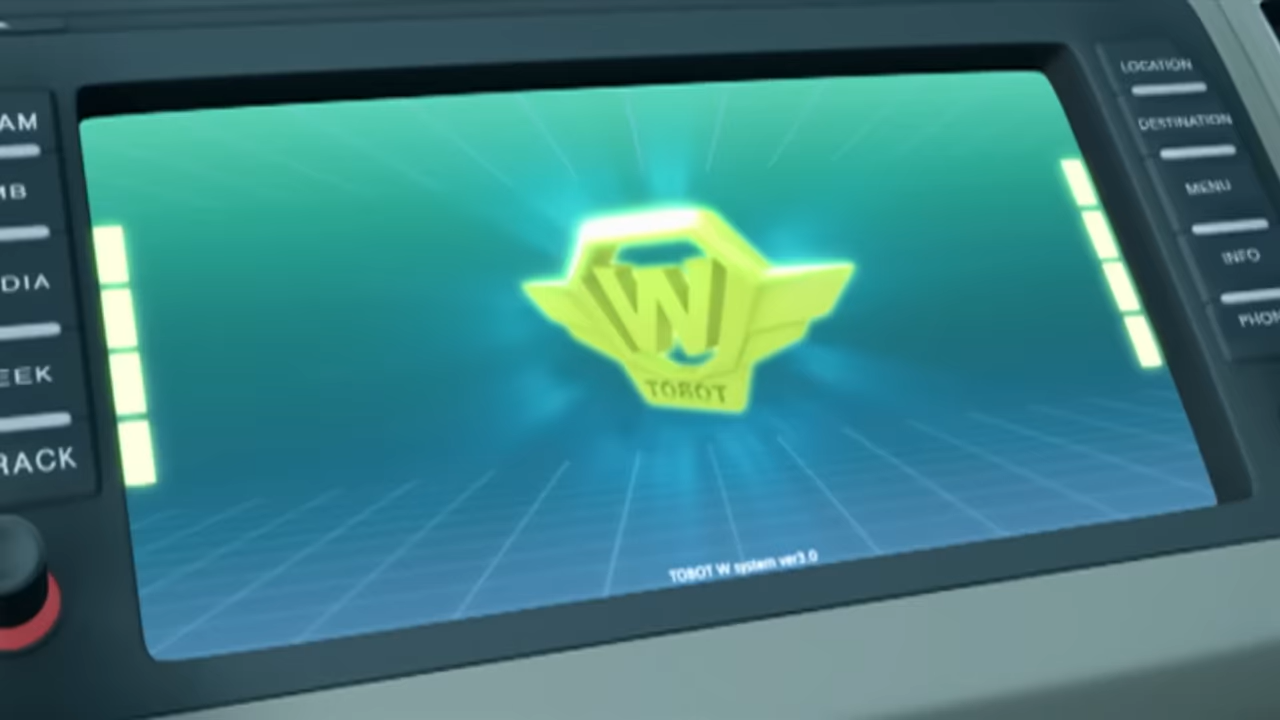 AM
MB
DIA
EEK
RACK
W
TOBOT
TOBOT W system ver3.0
LOCATION
DESTINATION
MENU
INFO
PHON